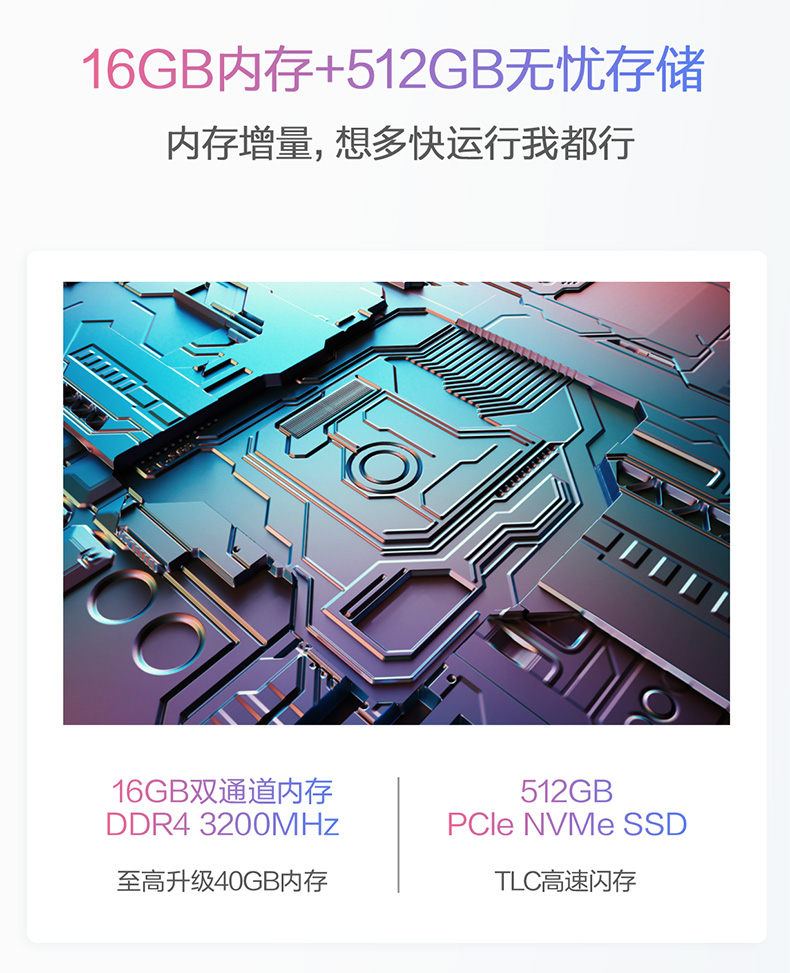 16GB内存+512GB无忧存储
内存增量，想多快运行我都行
16GB双通道内存
DDR4 3200MHz
至高升级40GB内存
512GB
PCIe NVMe SSD
TLC高速闪存